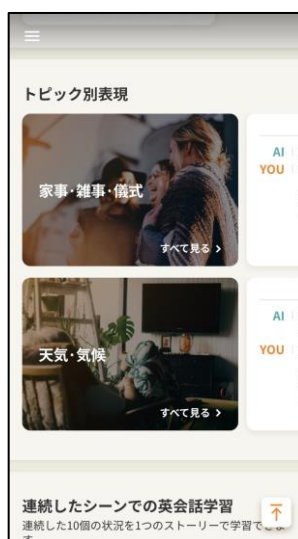 トピック別表現
家事・雑事・儀式
すべて見る >
AI
YOU
天気・気候
すべて見る >
AI
YOU
連続したシーンでの英会話学習
連続した10個の状況を1つのストーリーで学習できま
す